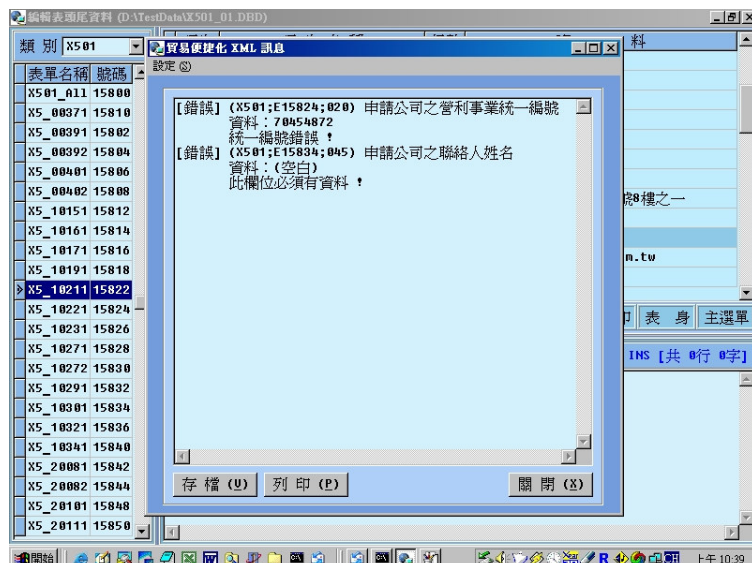 編輯表頭尾資料 (D:\TestData\X501_01.DBD)
類 別 X501
料
表單名稱 號碼
X501_All 15800
X5_00371 15810
X5_00391 15802
X5_00392 15804
X5_00401 15806
X5_00402 15808
X5_10151 15812
X5_10161 15814
X5_10171 15816
X5_10191 15818
X5_10211 15822
X5_10221 15824
X5_10231 15826
X5_10271 15828
X5_10272 15830
X5_10291 15832
X5_10301 15834
X5_10321 15836
X5_10341 15840
X5_20081 15842
X5_20082 15844
X5_20101 15848
X5_20111 15850
貿易便捷化 XML 訊息
設定(S)
[錯誤] (X501;E15824;020) 申請公司之營利事業統一編號
資料：70454872
統一編號錯誤！
[錯誤] (X501;E15834;045) 申請公司之聯絡人姓名
資料：(空白)
此欄位必須有資料！
存 檔 (U)
列 印 (P)
關 閉 (X)
號8樓之一
m.tw
印
表 身
主選單
INS [共 0行 0字]
開始
上午 10:39